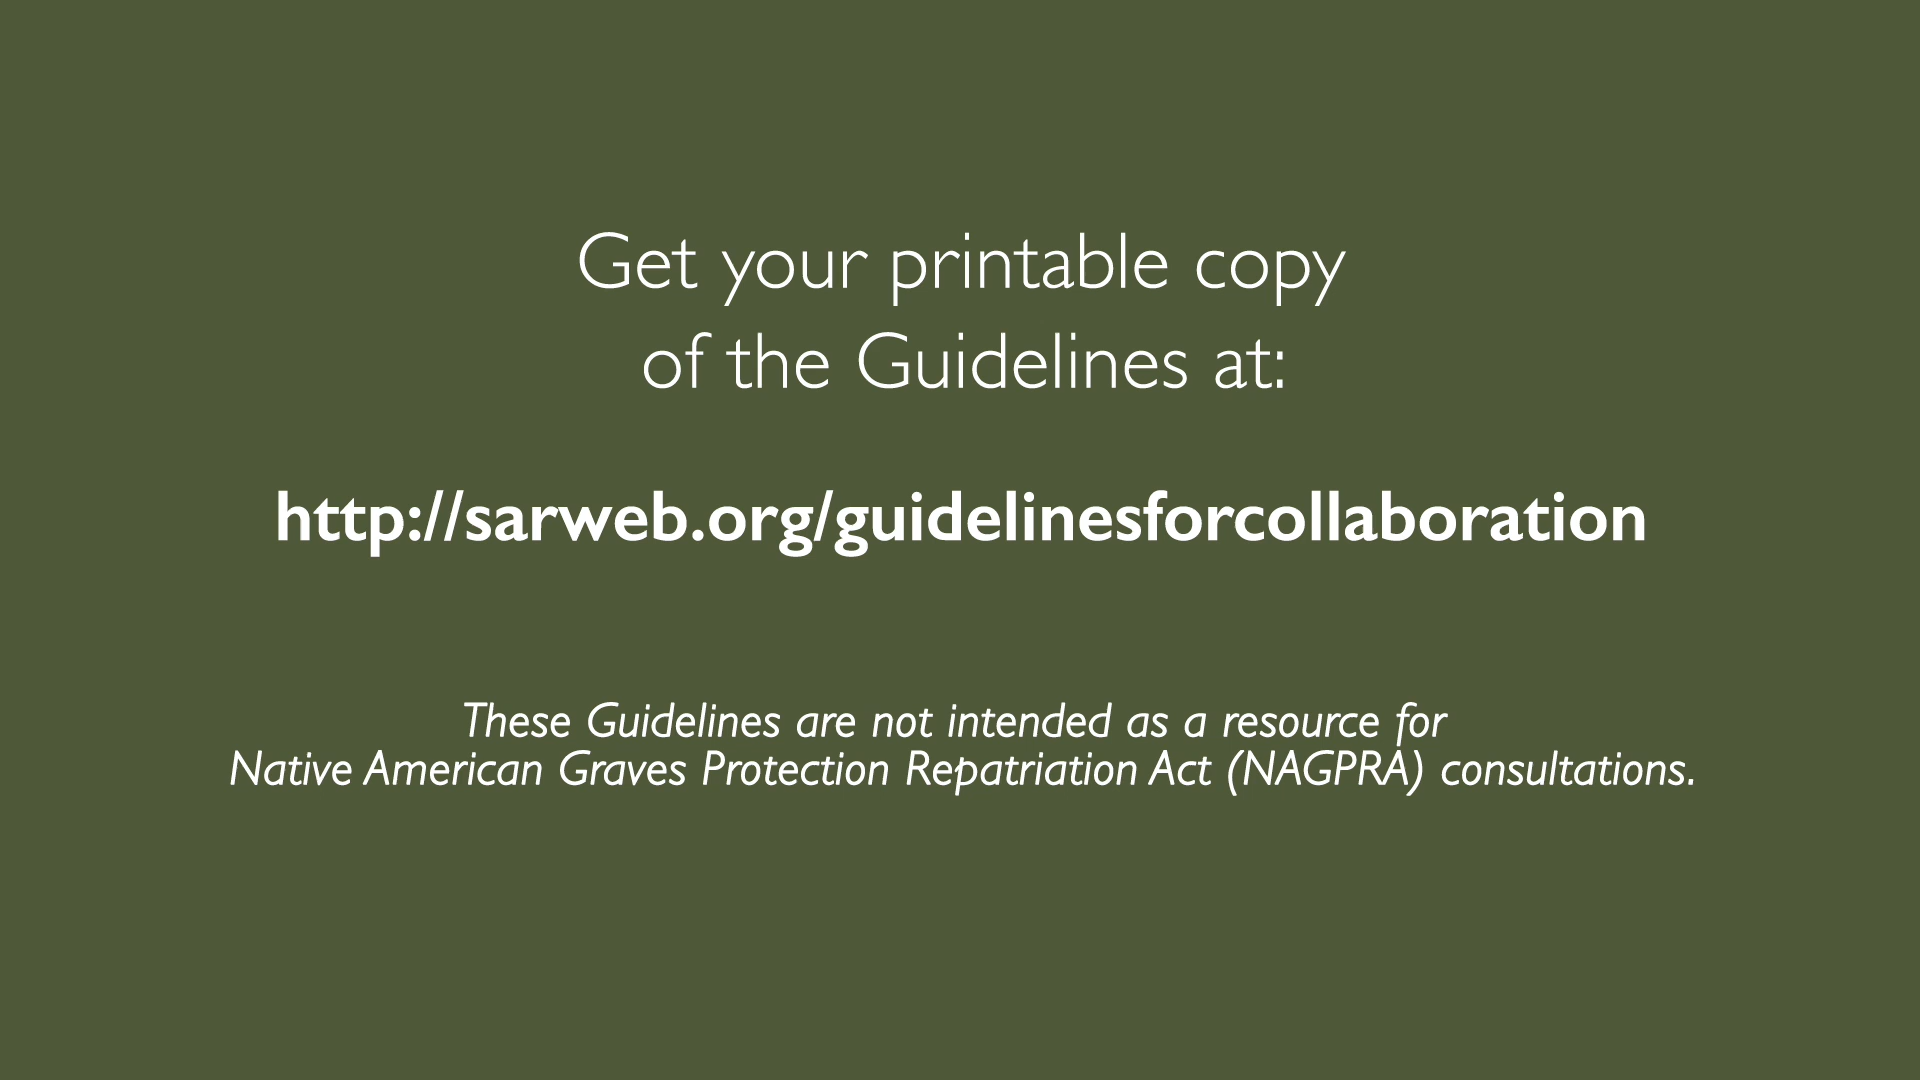 Get your printable copy
of the Guidelines at:
http://sarweb.org/guidelinesforcollaboration
These Guidelines are not intended as a resource for
Native American Graves Protection Repatriation Act (NAGPRA) consultations.